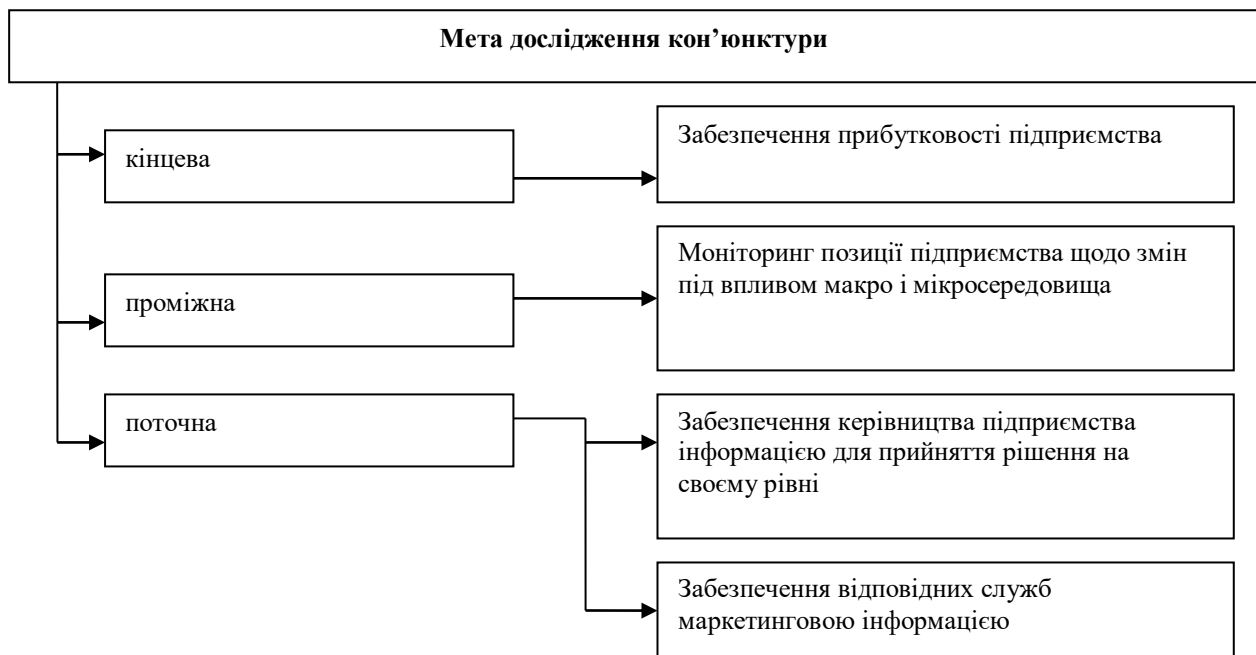 Мета дослідження кон’юнктури
кінцева
Забезпечення прибутковості підприємства
проміжна
Моніторинг позиції підприємства щодо змін
під впливом макро і мікросередовища
поточна
Забезпечення керівництва підприємства
інформацією для прийняття рішення на
своєму рівні
Забезпечення відповідних служб
маркетинговою інформацією